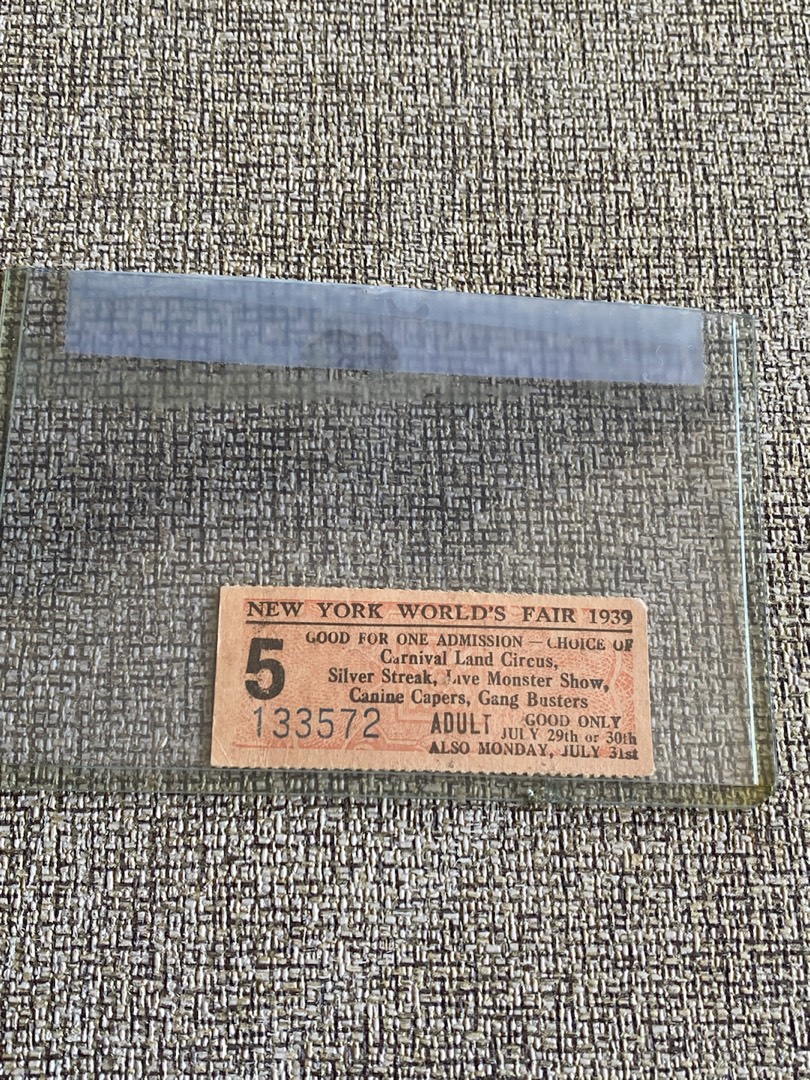 NEW YORK WORLD'S FAIR 1939
5
GOOD FOR ONE ADMISSION — CHOICE OF
Carnival Land Circus,
Silver Streak, Live Monster Show,
Canine Capers, Gang Busters
133572
ADULT
GOOD ONLY
JULY 29th or 30th
ALSO MONDAY, JULY 31st